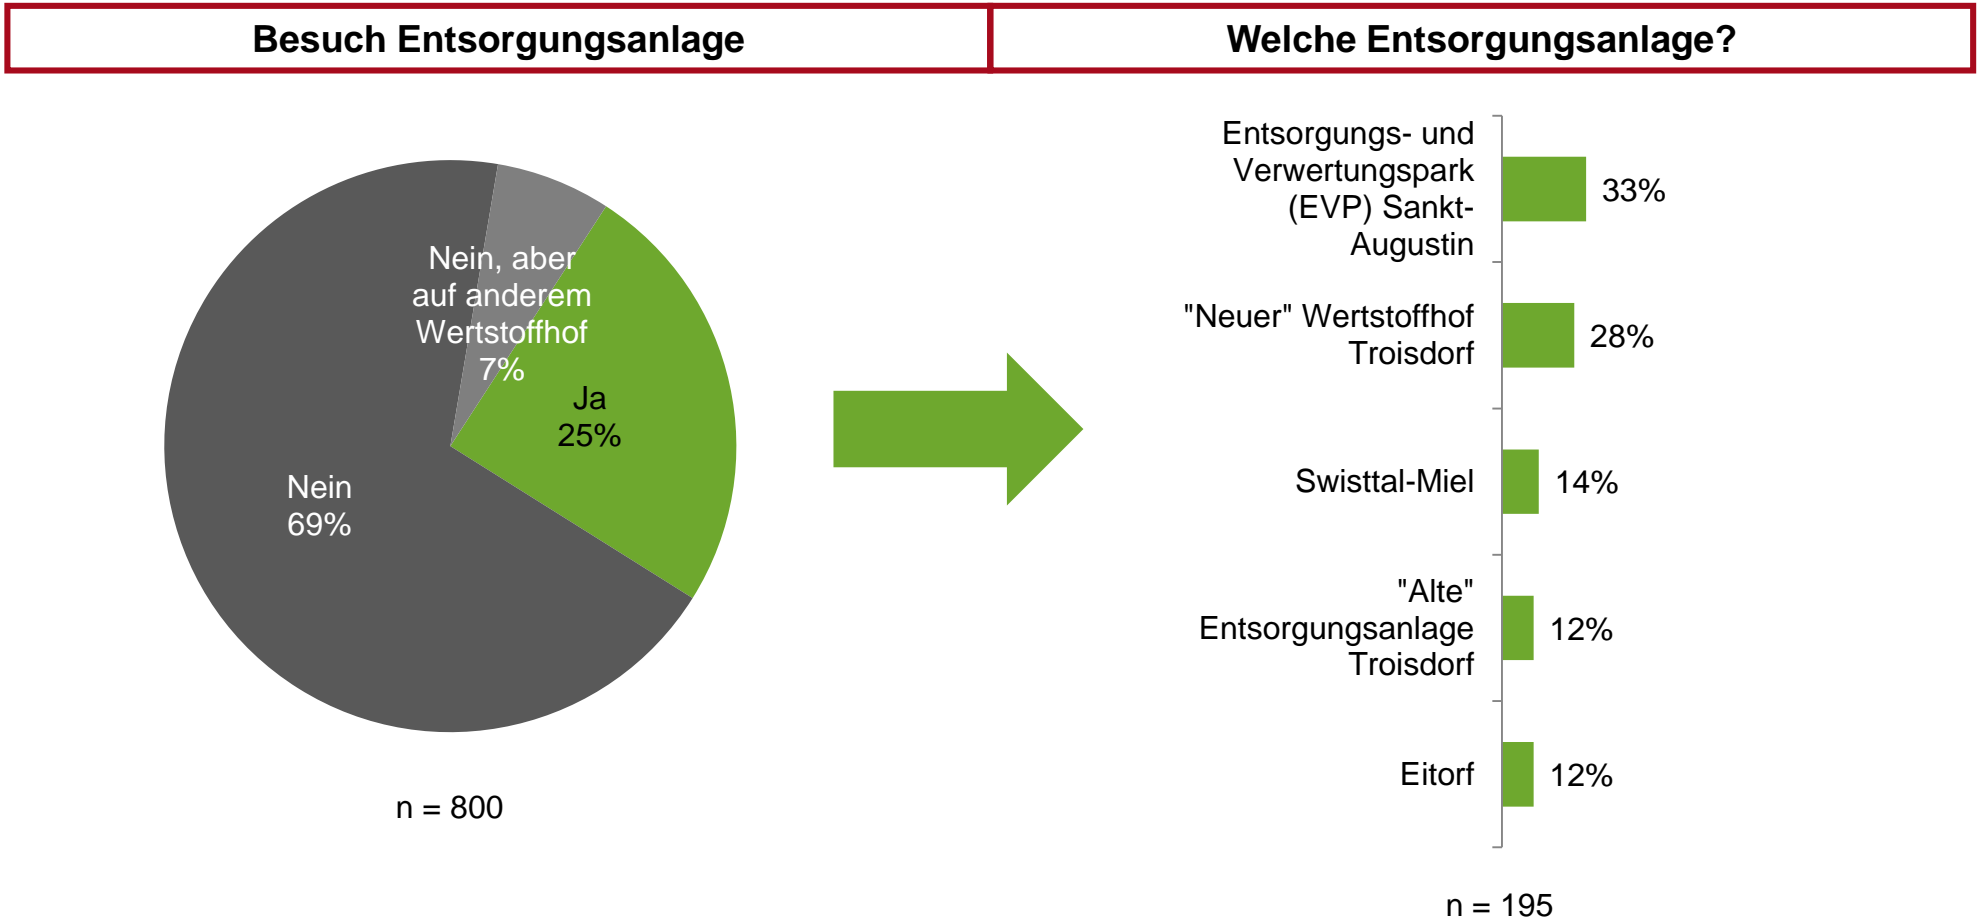 Besuch Entsorgungsanlage
Welche Entsorgungsanlage?
Nein, aber
auf anderem
Wertstoffhof
7%
Ja
25%
Nein
69%
n = 800
Entsorgungs- und
Verwertungspark
(EVP) Sankt-
Augustin
33%
"Neuer" Wertstoffhof
Troisdorf
28%
Swisttal-Miel
14%
"Alte"
Entsorgungsanlage
Troisdorf
12%
Eitorf
12%
n = 195